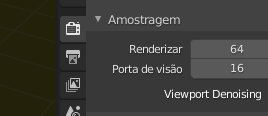 Amostragem
Renderizar 64
Porta de visão 16
Viewport Denoising